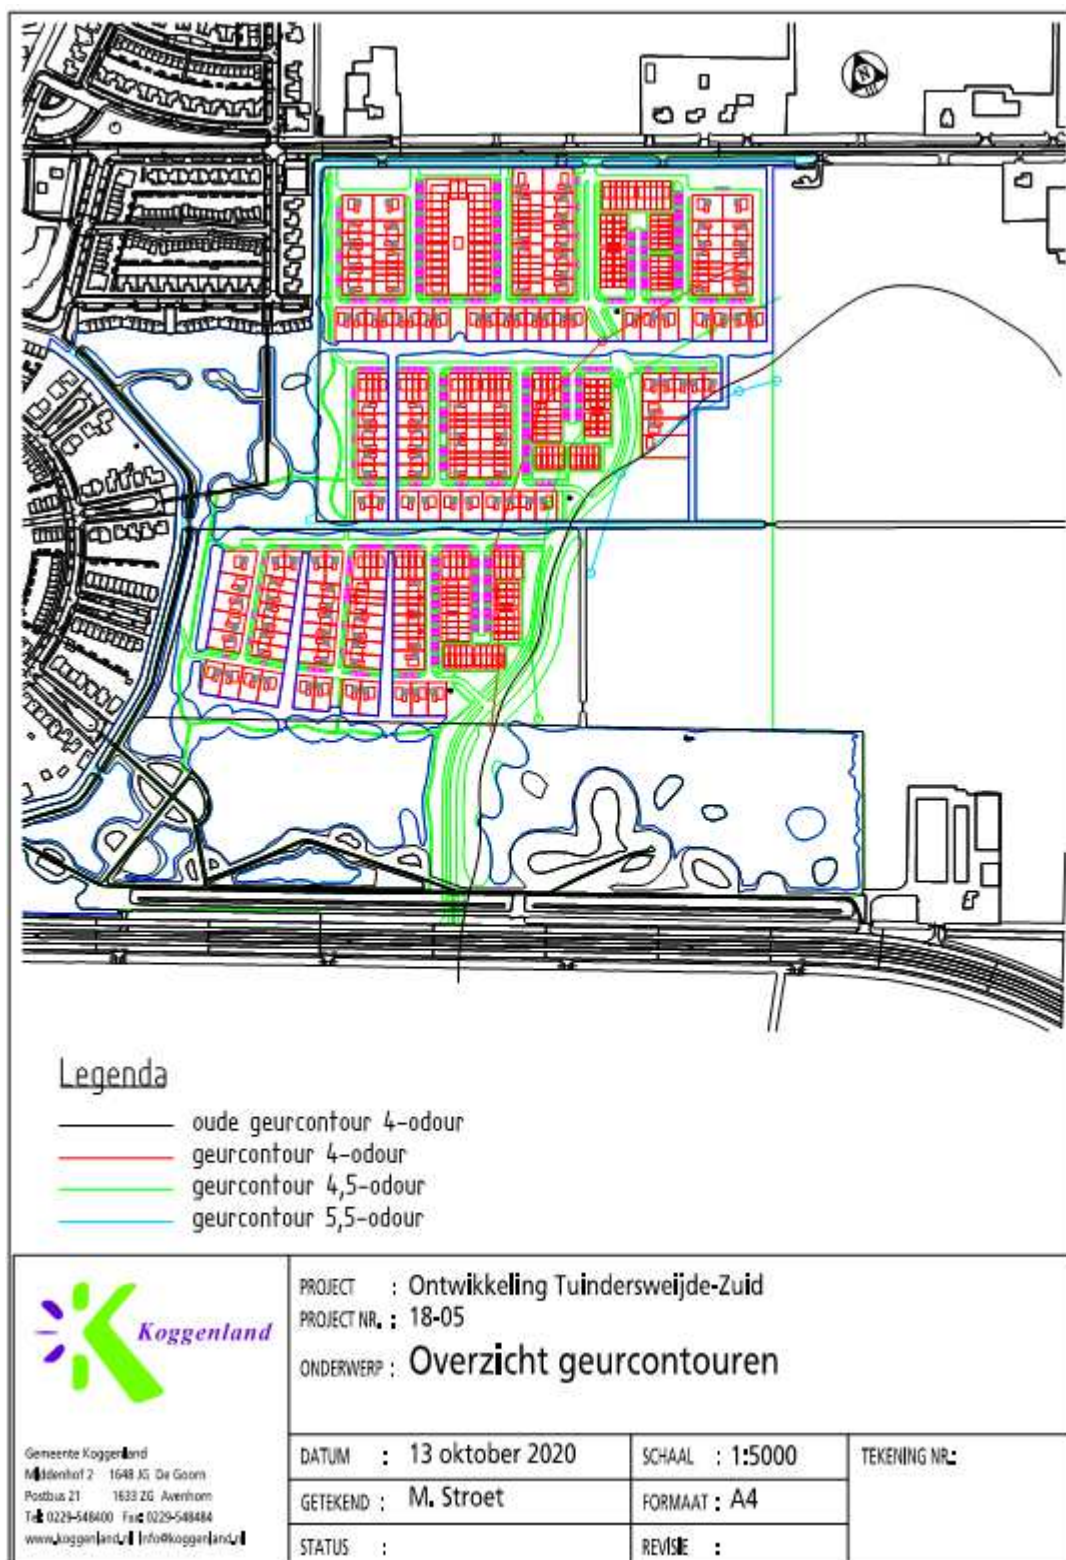 N
Legenda
oude geurcontour 4-odour
geurcontour 4-odour
geurcontour 4,5-odour
geurcontour 5,5-odour
Koggenland
PROJECT : Ontwikkeling Tuindersweijde-Zuid
PROJECT NR. : 18-05
ONDERWERP : Overzicht geurcontouren
Gemeente Koggenland
Middenhof 2 1648 JG De Goorn
Postbus 21 1633 ZG Avenhorn
Tel: 0229-548400 Fax: 0229-548484
www.koggenland.nl info@koggenland.nl
DATUM : 13 oktober 2020
SCHAAL : 1:5000
TEKENING NR.:
GETEKEND : M. Stroet
FORMAAT : A4
STATUS :
REVISIE :